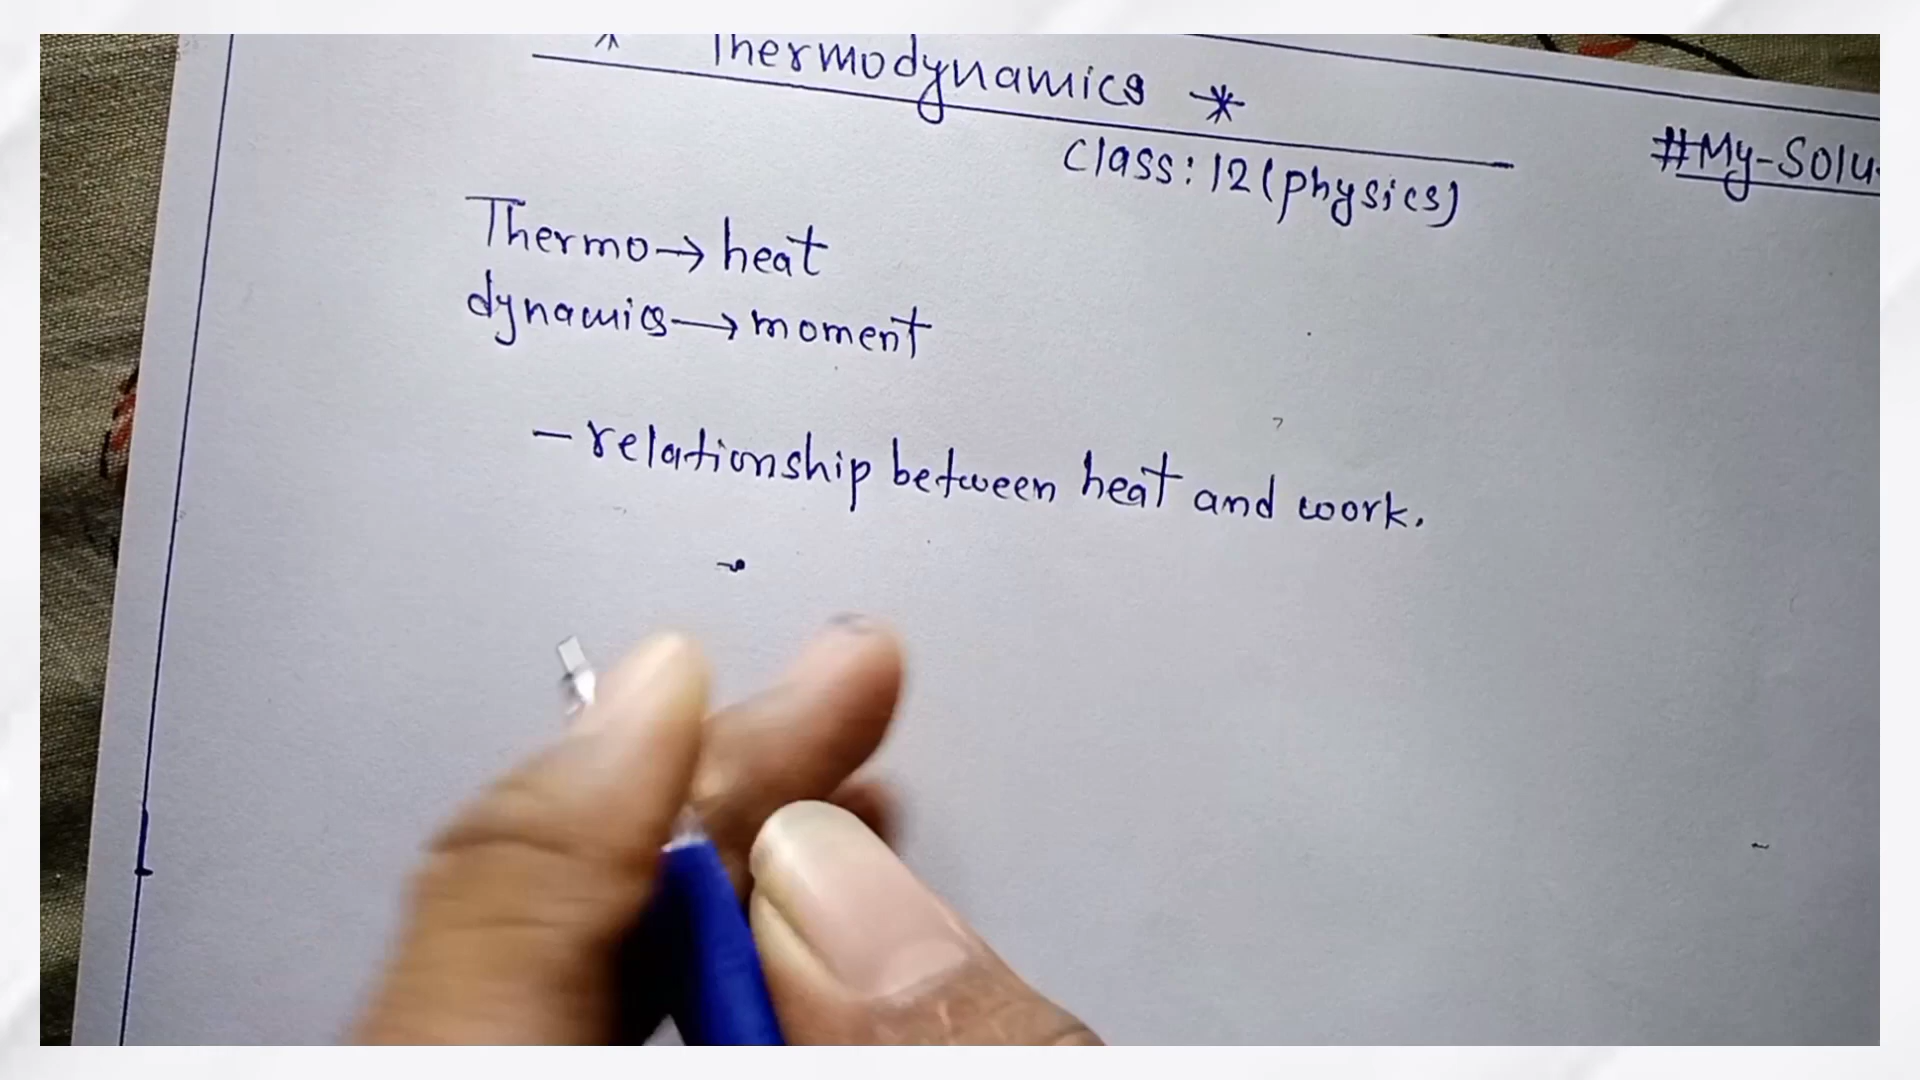 * Thermodynamics *
Class: 12 (physics)
#My-Solu
Thermo→heat
dynamics→moment
- relationship between heat and work.